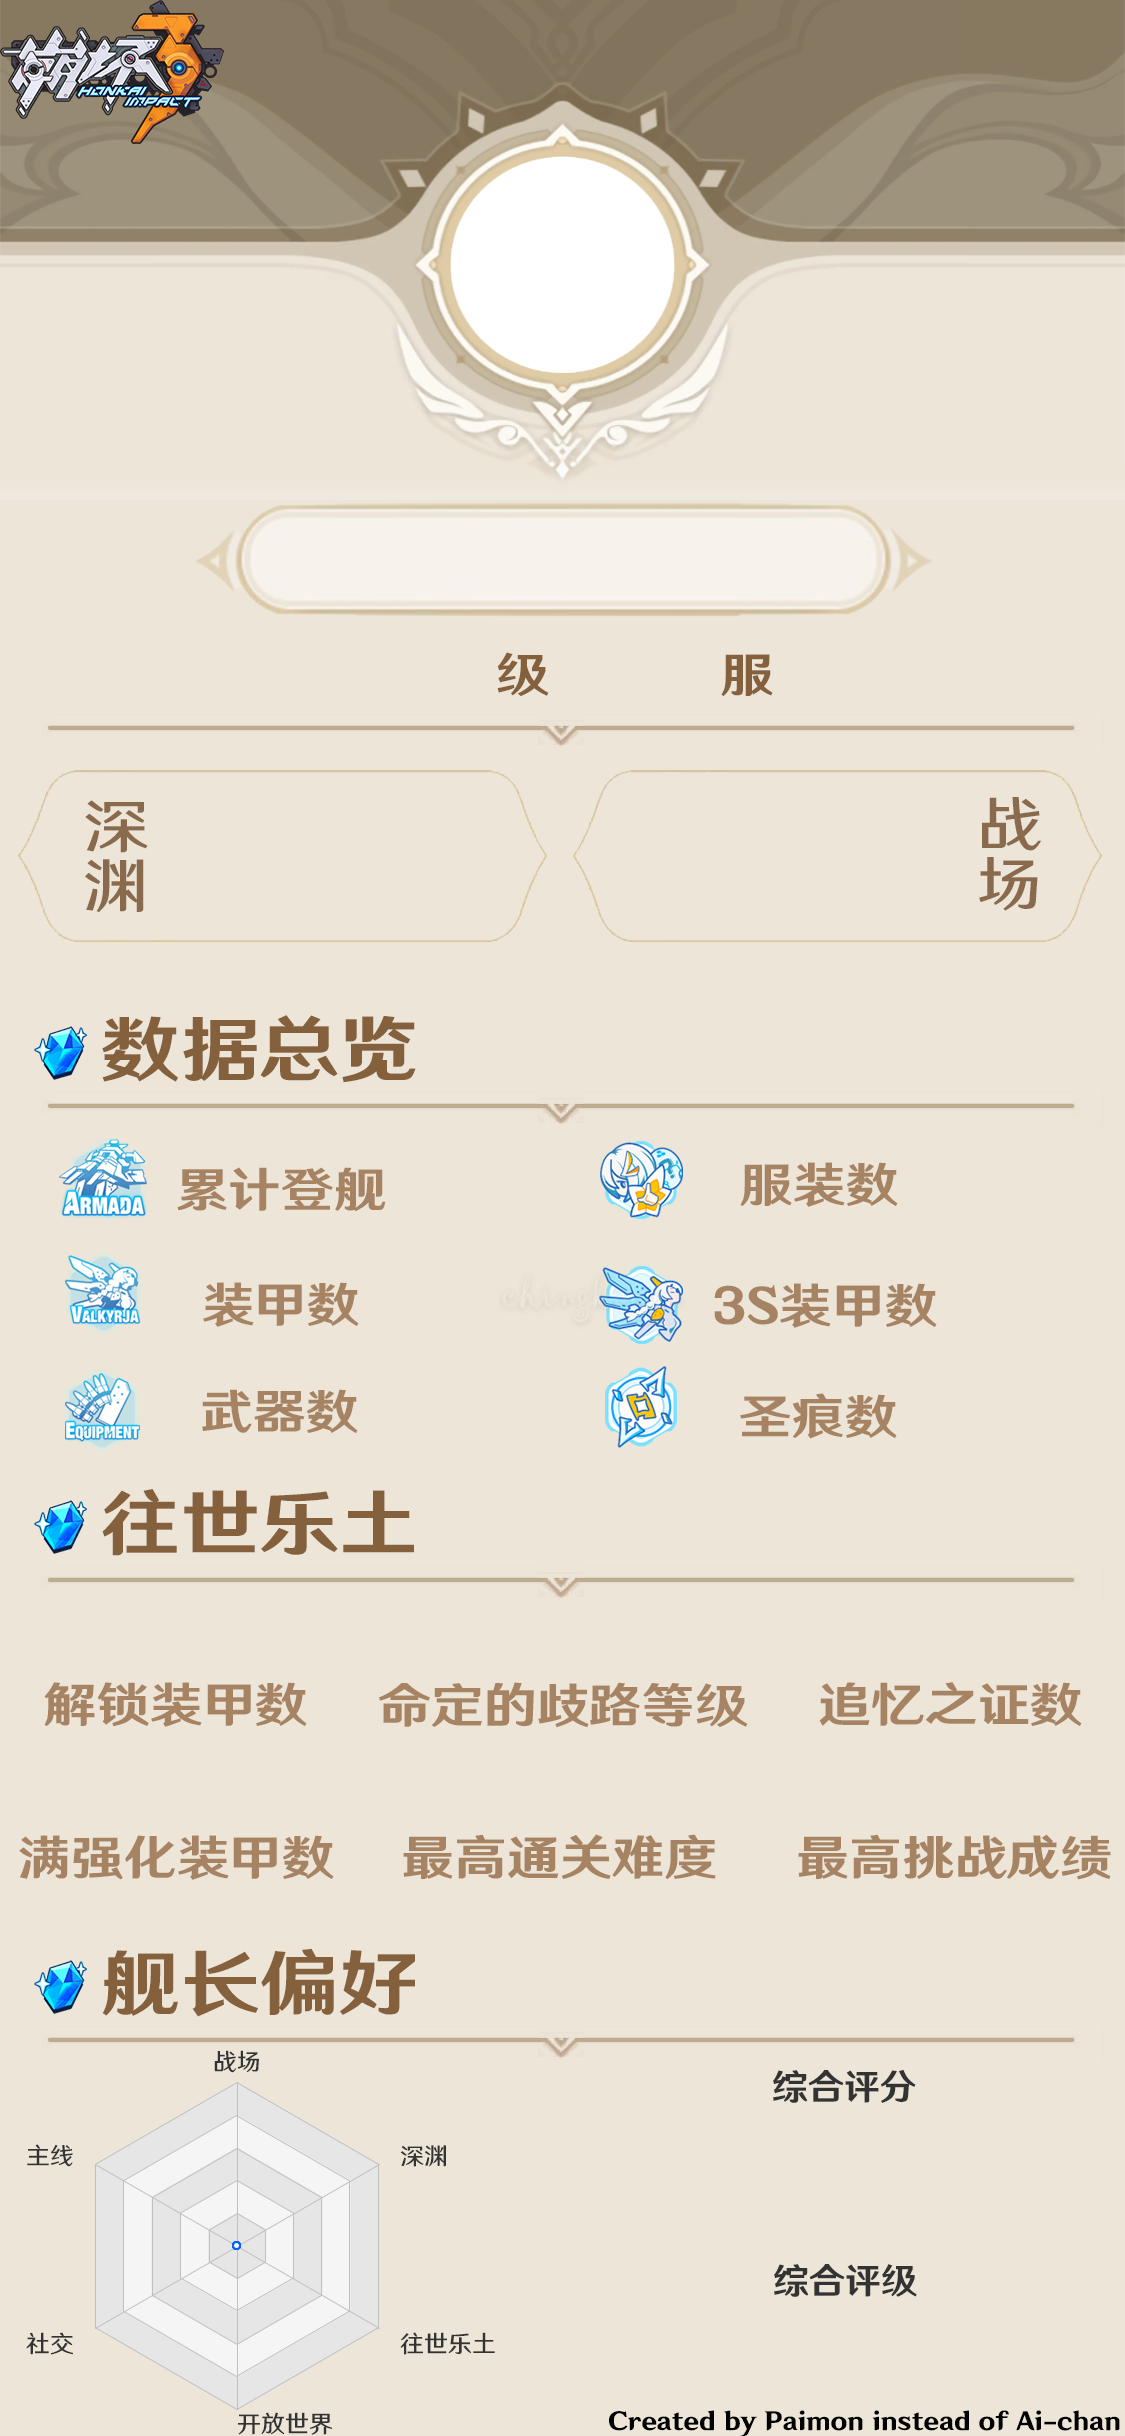 崩坏3
HONKAI
IMPACT
级 服
深渊
战场
数据总览
ARMADA 累计登舰 服装数
VALKYRJA 装甲数 3S装甲数
EQUIPMENT 武器数 圣痕数
往世乐土
解锁装甲数 命定的歧路等级 追忆之证数
满强化装甲数 最高通关难度 最高挑战成绩
舰长偏好
战场
综合评分
主线 深渊
综合评级
社交 往世乐土
开放世界
Created by Paimon instead of Ai-chan